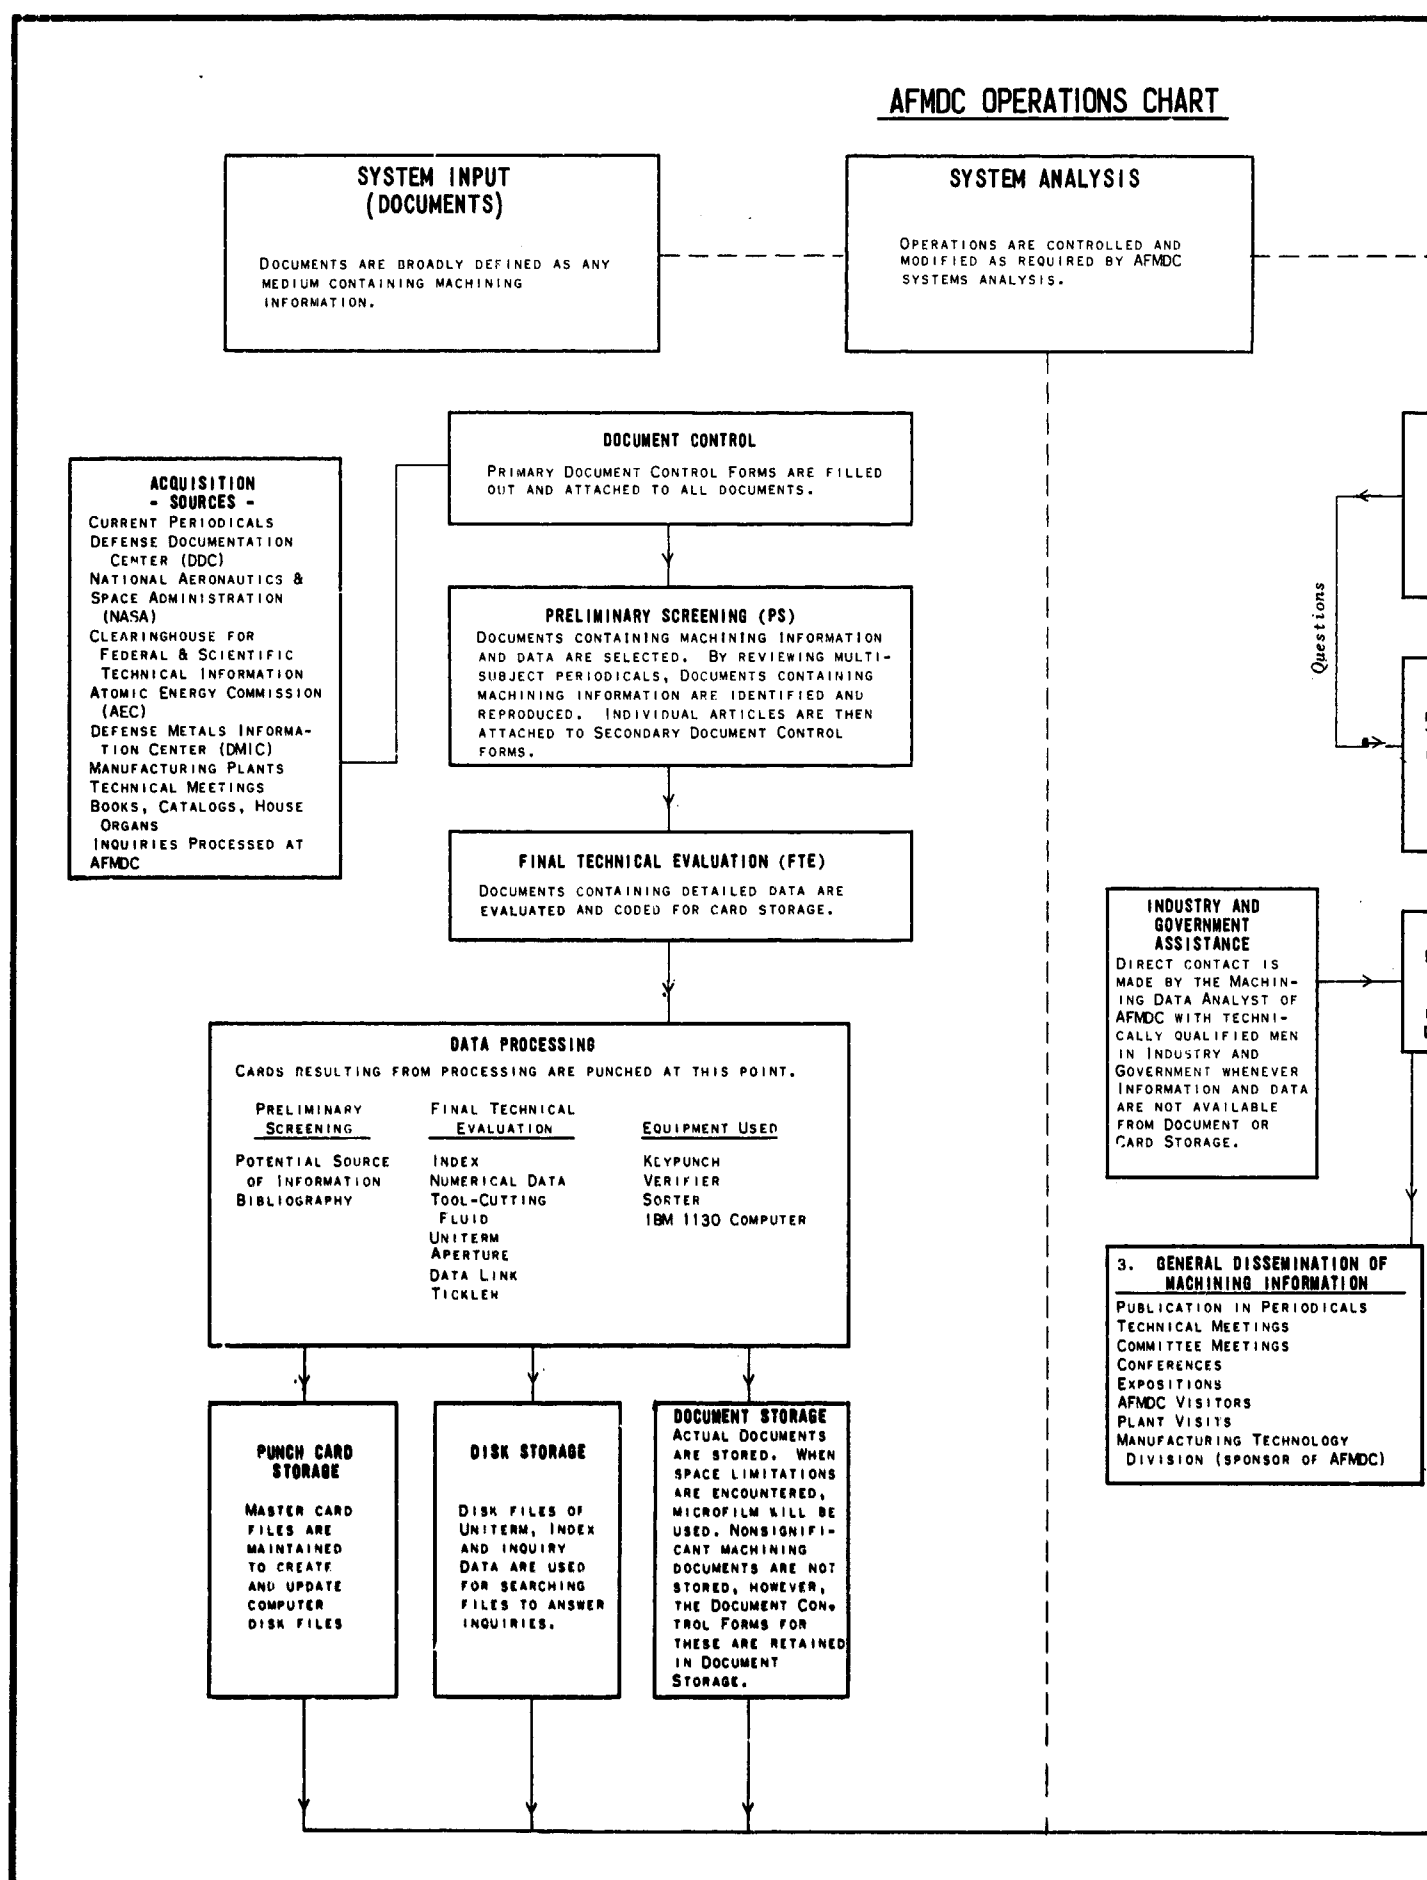 AFMDC OPERATIONS CHART
SYSTEM INPUT
(DOCUMENTS)
DOCUMENTS ARE BROADLY DEFINED AS ANY
MEDIUM CONTAINING MACHINING
INFORMATION.
SYSTEM ANALYSIS
OPERATIONS ARE CONTROLLED AND
MODIFIED AS REQUIRED BY AFMDC
SYSTEMS ANALYSIS.
ACQUISITION
- SOURCES -
CURRENT PERIODICALS
DEFENSE DOCUMENTATION
CENTER (DDC)
NATIONAL AERONAUTICS &
SPACE ADMINISTRATION
(NASA)
CLEARINGHOUSE FOR
FEDERAL & SCIENTIFIC
TECHNICAL INFORMATION
ATOMIC ENERGY COMMISSION
(AEC)
DEFENSE METALS INFORMA-
TION CENTER (DMIC)
MANUFACTURING PLANTS
TECHNICAL MEETINGS
BOOKS, CATALOGS, HOUSE
ORGANS
INQUIRIES PROCESSED AT
AFMDC
DOCUMENT CONTROL
PRIMARY DOCUMENT CONTROL FORMS ARE FILLED
OUT AND ATTACHED TO ALL DOCUMENTS.
PRELIMINARY SCREENING (PS)
DOCUMENTS CONTAINING MACHINING INFORMATION
AND DATA ARE SELECTED. BY REVIEWING MULTI-
SUBJECT PERIODICALS, DOCUMENTS CONTAINING
MACHINING INFORMATION ARE IDENTIFIED AND
REPRODUCED. INDIVIDUAL ARTICLES ARE THEN
ATTACHED TO SECONDARY DOCUMENT CONTROL
FORMS.
FINAL TECHNICAL EVALUATION (FTE)
DOCUMENTS CONTAINING DETAILED DATA ARE
EVALUATED AND CODED FOR CARD STORAGE.
DATA PROCESSING
CARDS RESULTING FROM PROCESSING ARE PUNCHED AT THIS POINT.
PRELIMINARY
SCREENING
POTENTIAL SOURCE
OF INFORMATION
BIBLIOGRAPHY
FINAL TECHNICAL
EVALUATION
INDEX
NUMERICAL DATA
TOOL-CUTTING
FLUID
UNITERM
APERTURE
DATA LINK
TICKLER
EQUIPMENT USED
KEYPUNCH
VERIFIER
SORTER
IBM 1130 COMPUTER
PUNCH CARD
STORAGE
MASTER CARD
FILES ARE
MAINTAINED
TO CREATE
AND UPDATE
COMPUTER
DISK FILES
DISK STORAGE
DISK FILES OF
UNITERM, INDEX
AND INQUIRY
DATA ARE USED
FOR SEARCHING
FILES TO ANSWER
INQUIRIES.
DOCUMENT STORAGE
ACTUAL DOCUMENTS
ARE STORED. WHEN
SPACE LIMITATIONS
ARE ENCOUNTERED,
MICROFILM WILL BE
USED. NONSIGNIFI-
CANT MACHINING
DOCUMENTS ARE NOT
STORED, HOWEVER,
THE DOCUMENT CON-
TROL FORMS FOR
THESE ARE RETAINED
IN DOCUMENT
STORAGE.
Questions
INDUSTRY AND
GOVERNMENT
ASSISTANCE
DIRECT CONTACT IS
MADE BY THE MACHIN-
ING DATA ANALYST OF
AFMDC WITH TECHNI-
CALLY QUALIFIED MEN
IN INDUSTRY AND
GOVERNMENT WHENEVER
INFORMATION AND DATA
ARE NOT AVAILABLE
FROM DOCUMENT OR
CARD STORAGE.
3. GENERAL DISSEMINATION OF
MACHINING INFORMATION
PUBLICATION IN PERIODICALS
TECHNICAL MEETINGS
COMMITTEE MEETINGS
CONFERENCES
EXPOSITIONS
AFMDC VISITORS
PLANT VISITS
MANUFACTURING TECHNOLOGY
DIVISION (SPONSOR OF AFMDC)